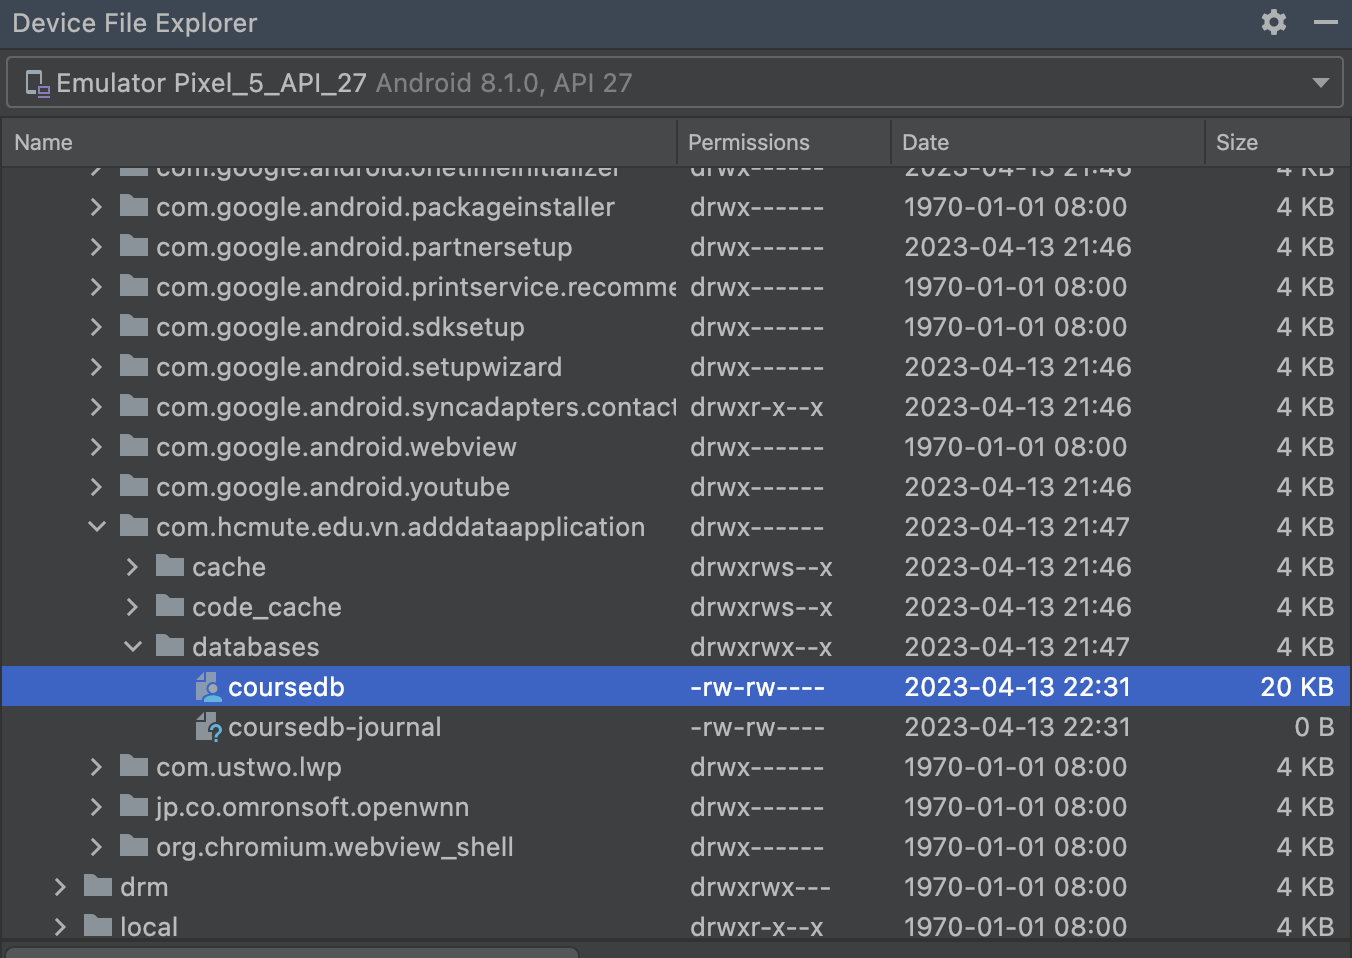 Device File Explorer
Emulator Pixel_5_API_27 Android 8.1.0, API 27
Name Permissions Date Size
com.google.android.onetimeinitializer drwx------ 2023-04-13 21:46 4 KB
com.google.android.packageinstaller drwx------ 1970-01-01 08:00 4 KB
com.google.android.partnersetup drwx------ 2023-04-13 21:46 4 KB
com.google.android.printservice.recomme drwx------ 1970-01-01 08:00 4 KB
com.google.android.sdksetup drwx------ 1970-01-01 08:00 4 KB
com.google.android.setupwizard drwx------ 2023-04-13 21:46 4 KB
com.google.android.syncadapters.contact drwxr-x--x 2023-04-13 21:46 4 KB
com.google.android.webview drwx------ 1970-01-01 08:00 4 KB
com.google.android.youtube drwx------ 2023-04-13 21:46 4 KB
com.hcmute.edu.vn.adddataapplication drwx------ 2023-04-13 21:47 4 KB
cache drwxrws--x 2023-04-13 21:46 4 KB
code_cache drwxrws--x 2023-04-13 21:46 4 KB
databases drwxrwx--x 2023-04-13 21:47 4 KB
coursedb -rw-rw---- 2023-04-13 22:31 20 KB
coursedb-journal -rw-rw---- 2023-04-13 22:31 0 B
com.ustwo.lwp drwx------ 1970-01-01 08:00 4 KB
jp.co.omronsoft.openwnn drwx------ 1970-01-01 08:00 4 KB
org.chromium.webview_shell drwx------ 1970-01-01 08:00 4 KB
drm drwxrwx--- 1970-01-01 08:00 4 KB
local drwxr-x--x 1970-01-01 08:00 4 KB